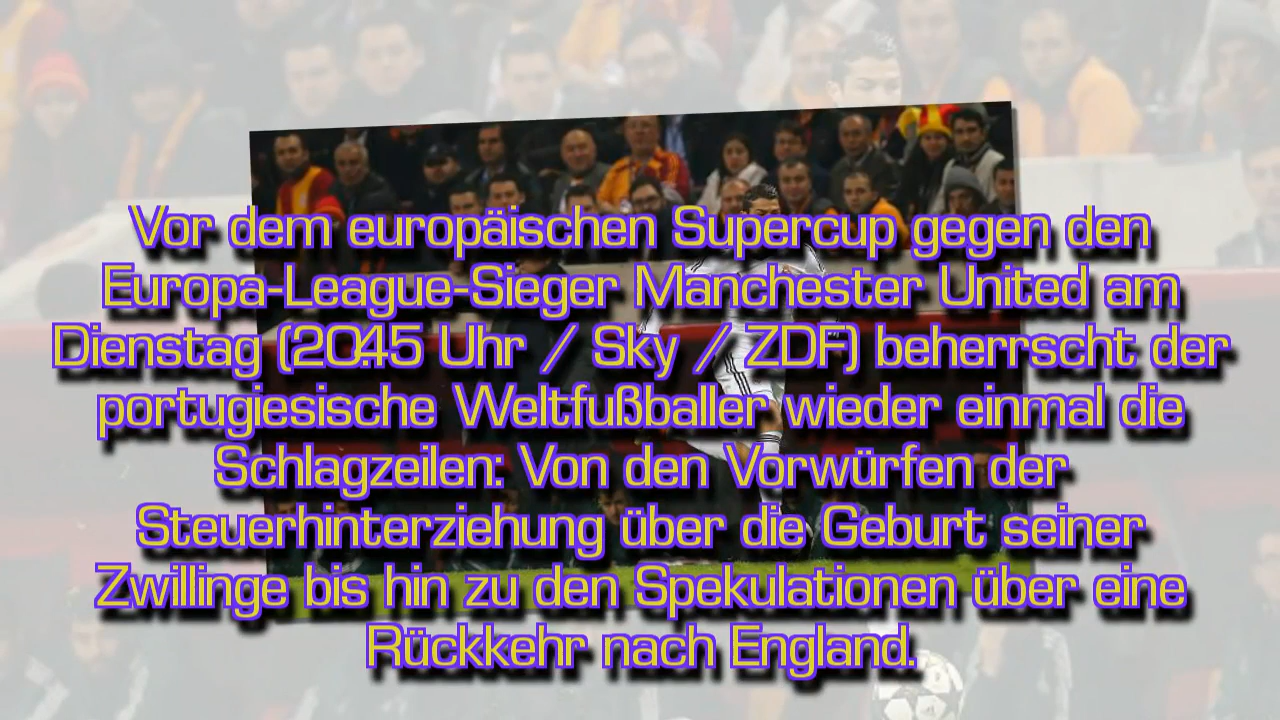 Vor dem europäischen Supercup gegen den
Europa-League-Sieger Manchester United am
Dienstag (20.45 Uhr / Sky / ZDF) beherrscht der
portugiesische Weltfußballer wieder einmal die
Schlagzeilen: Von den Vorwürfen der
Steuerhinterziehung über die Geburt seiner
Zwillinge bis hin zu den Spekulationen über eine
Rückkehr nach England.